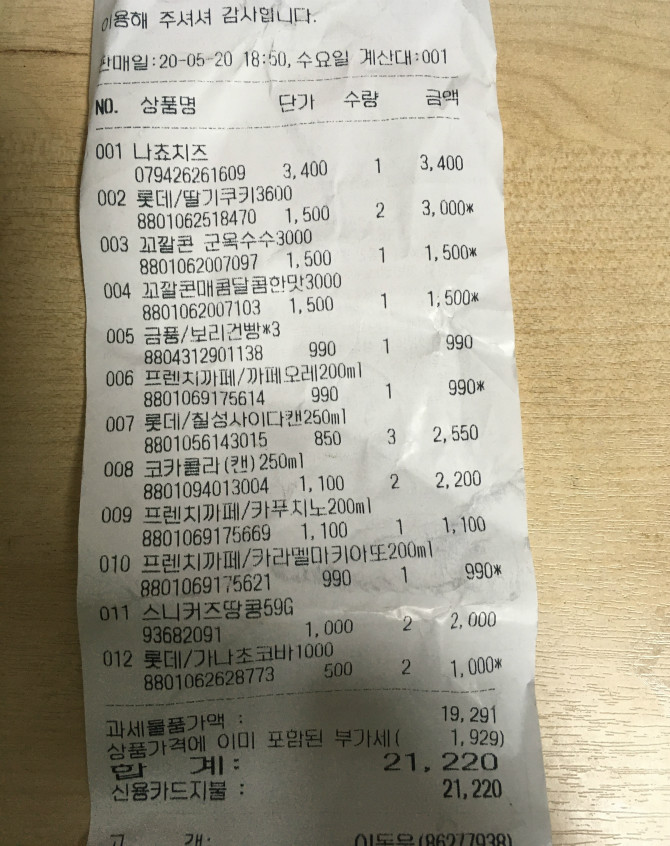 이용해 주셔셔 감사합니다.
판매일:20-05-20 18:50, 수요일 계산대:001
NO. 상품명 단가 수량 금액
001 나쵸치즈
079426261609 3,400 1 3,400
002 롯데/딸기쿠키3600
8801062518470 1,500 2 3,000*
003 꼬깔콘 군옥수수3000
8801062007097 1,500 1 1,500*
004 꼬깔콘매콤달콤한맛3000
8801062007103 1,500 1 1,500*
005 금풍/보리건빵*3
8804312901138 990 1 990
006 프렌치까페/까페오레200ml
8801069175614 990 1 990*
007 롯데/칠성사이다캔250ml
8801056143015 850 3 2,550
008 코카콜라(캔)250ml
8801094013004 1,100 2 2,200
009 프렌치까페/카푸치노200ml
8801069175669 1,100 1 1,100
010 프렌치까페/카라멜마키아또200ml
8801069175621 990 1 990*
011 스니커즈땅콩59G
93682091 1,000 2 2,000
012 롯데/가나초코바1000
8801062628773 500 2 1,000*
과세물품가액 : 19,291
상품가격에 이미 포함된 부가세( 1,929)
합 계: 21,220
신용카드지불 : 21,220
고 객: (86277938)